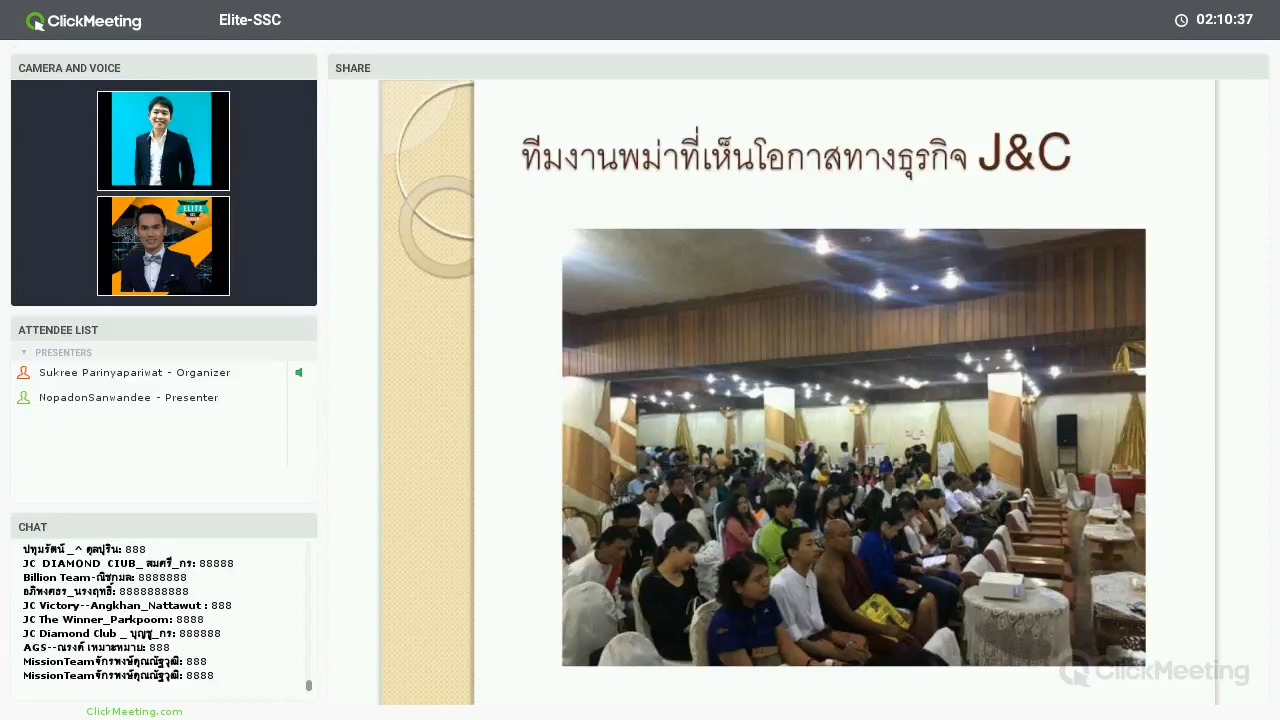 ClickMeeting
Elite-SSC
02:10:37
CAMERA AND VOICE
ELITE
ATTENDEE LIST
PRESENTERS
Sukree Parinyapariwat - Organizer
NopadonSanwandee - Presenter
CHAT
ปทุมรัตน์ _^ ตุลปุริน: 888
JC_DIAMOND_CIUB_ สมตรี_กร: 88888
Billion Team-ณิชกมล: 8888888
อภิพงศธร_นรงฤทธิ์: 8888888888
JC Victory--Angkhan_Nattawut : 888
JC The Winner_Parkpoom: 8888
JC Diamond Club _ บุญชู_กร: 888888
AGS--ณรงค์ เหมาะหมาย: 888
MissionTeamจักรพงษ์คุณณัฐวุฒิ: 888
MissionTeamจักรพงษ์คุณณัฐวุฒิ: 8888
ClickMeeting.com
SHARE
ทีมงานพม่าที่เห็นโอกาสทางธุรกิจ J&C
ClickMeeting